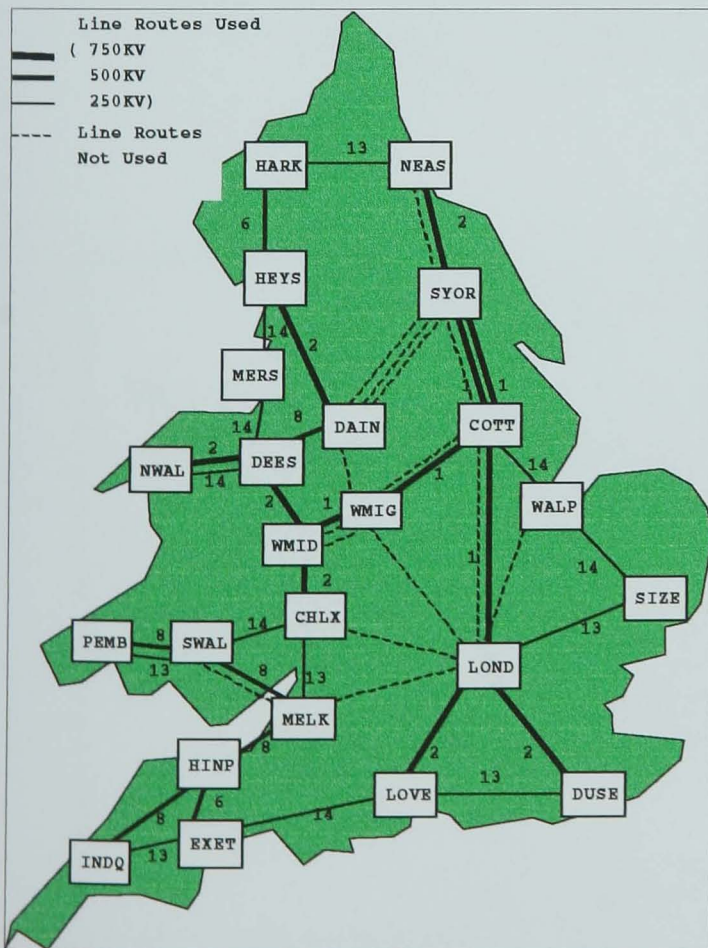 Line Routes Used
( 750KV
500KV
250KV)
Line Routes
Not Used
13
HARK
NEAS
6
2
HEYS
SYOR
14
2
MERS
1
1
8
DAIN
COTT
14
2
NWAL
DEES
14
14
1
WMIG
1
WALP
2
WMID
1
14
2
SIZE
CHLX
8
14
13
PEMB
SWAL
13
8
13
LOND
MELK
8
HINP
2
2
13
6
LOVE
DUSE
8
14
13
EXET
INDQ